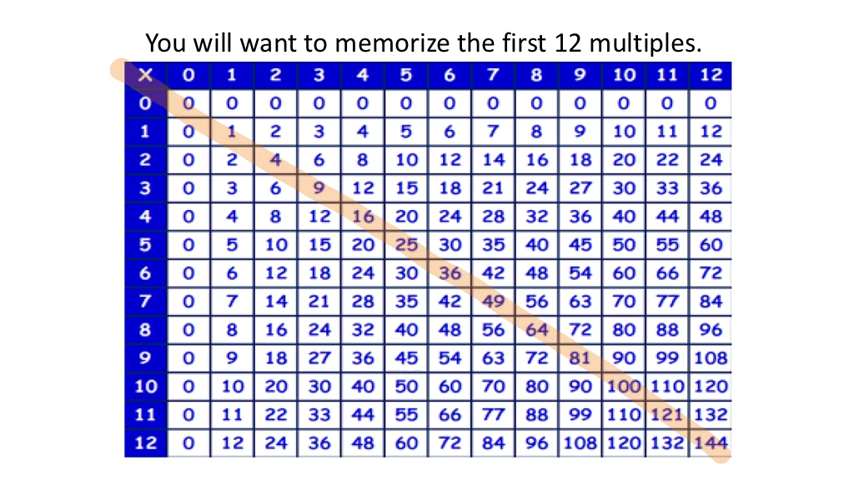 You will want to memorize the first 12 multiples.
X 0 1 2 3 4 5 6 7 8 9 10 11 12
0 0 0 0 0 0 0 0 0 0 0 0 0 0
1 0 1 2 3 4 5 6 7 8 9 10 11 12
2 0 2 4 6 8 10 12 14 16 18 20 22 24
3 0 3 6 9 12 15 18 21 24 27 30 33 36
4 0 4 8 12 16 20 24 28 32 36 40 44 48
5 0 5 10 15 20 25 30 35 40 45 50 55 60
6 0 6 12 18 24 30 36 42 48 54 60 66 72
7 0 7 14 21 28 35 42 49 56 63 70 77 84
8 0 8 16 24 32 40 48 56 64 72 80 88 96
9 0 9 18 27 36 45 54 63 72 81 90 99 108
10 0 10 20 30 40 50 60 70 80 90 100 110 120
11 0 11 22 33 44 55 66 77 88 99 110 121 132
12 0 12 24 36 48 60 72 84 96 108 120 132 144